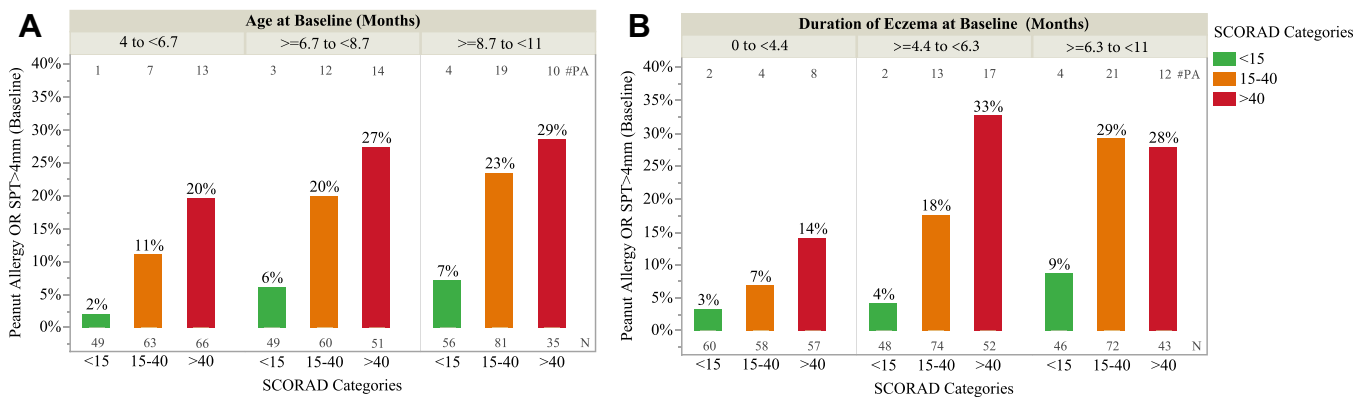 A
Age at Baseline (Months)
4 to <6.7 >=6.7 to <8.7 >=8.7 to <11
Peanut Allergy OR SPT>4mm (Baseline)
40%
35%
30%
25%
20%
15%
10%
5%
0%
1 7 13 3 12 14 4 19 10 #PA
2% 11% 20% 6% 20% 27% 7% 23% 29%
49 63 66 49 60 51 56 81 35 N
<15 15-40 >40 <15 15-40 >40 <15 15-40 >40
SCORAD Categories
B
Duration of Eczema at Baseline (Months)
0 to <4.4 >=4.4 to <6.3 >=6.3 to <11
Peanut Allergy OR SPT>4mm (Baseline)
40%
35%
30%
25%
20%
15%
10%
5%
0%
2 4 8 2 13 17 4 21 12 #PA
3% 7% 14% 4% 18% 33% 9% 29% 28%
60 58 57 48 74 52 46 72 43 N
<15 15-40 >40 <15 15-40 >40 <15 15-40 >40
SCORAD Categories
SCORAD Categories
<15
15-40
>40